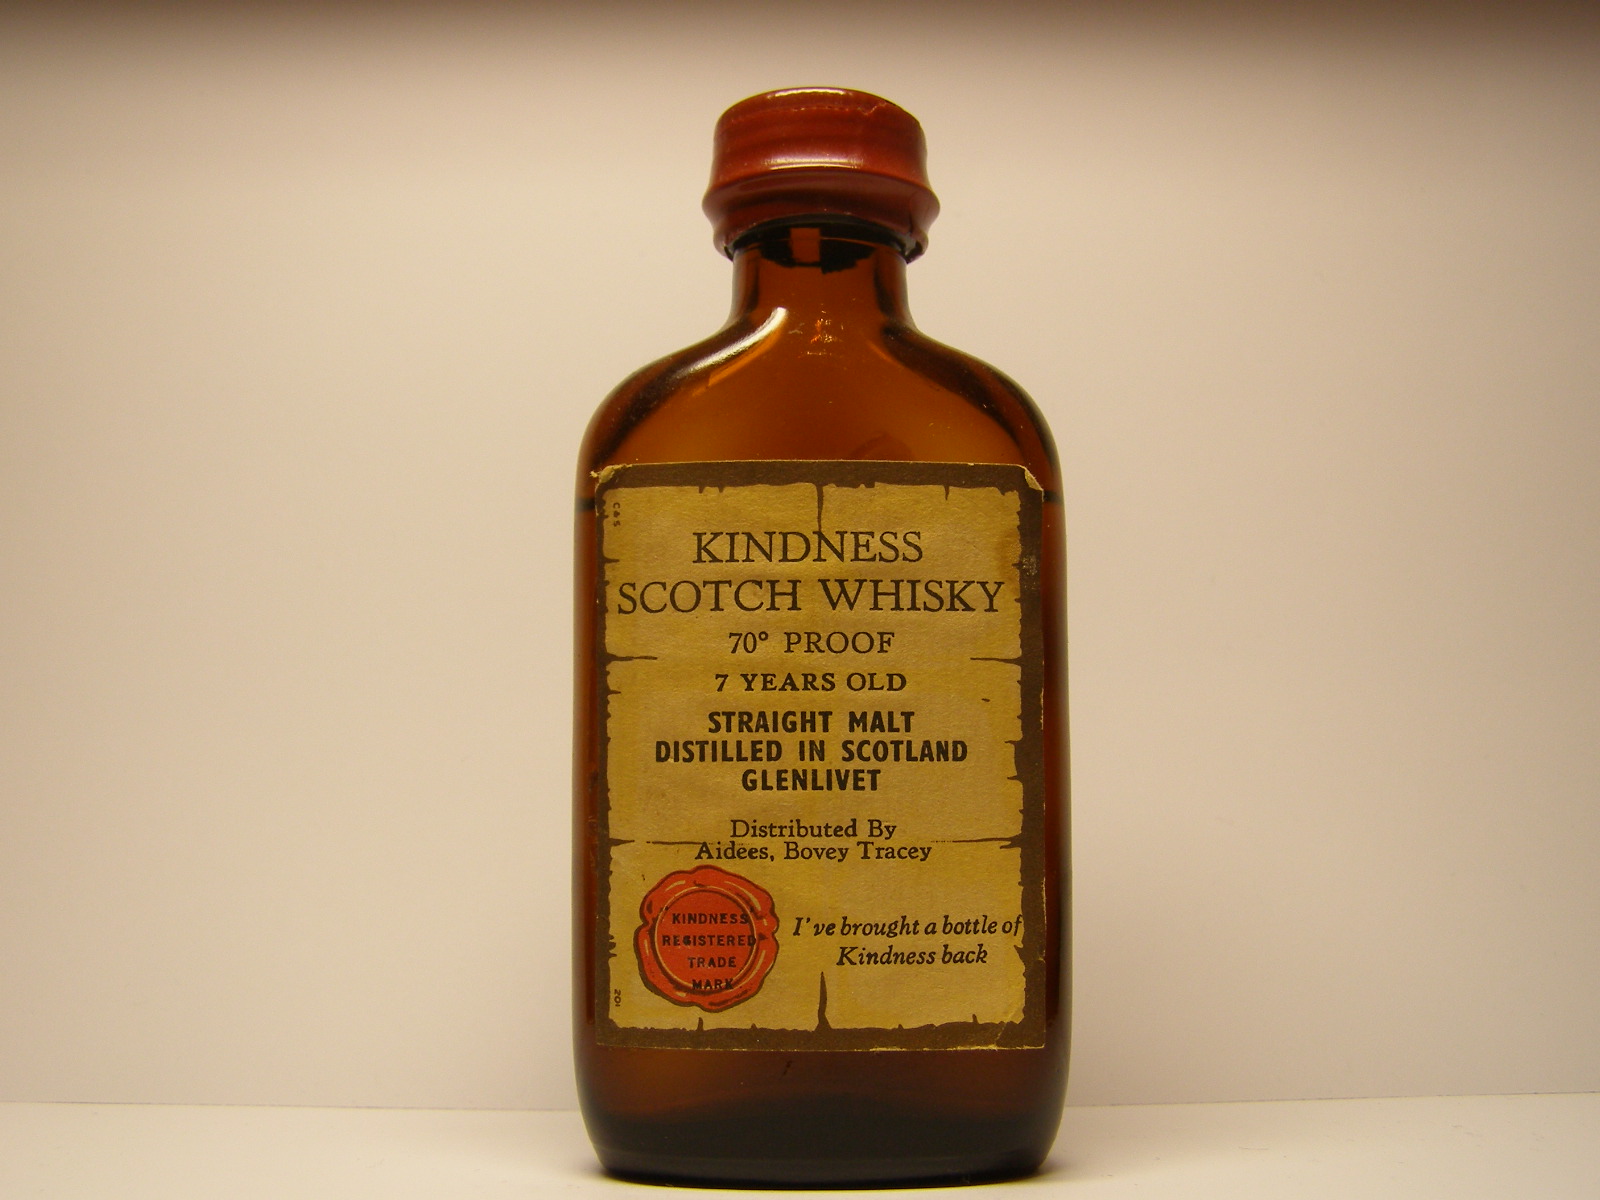 C&S
KINDNESS
SCOTCH WHISKY
70° PROOF
7 YEARS OLD
STRAIGHT MALT
DISTILLED IN SCOTLAND
GLENLIVET
Distributed By
Aidees, Bovey Tracey
KINDNESS
REGISTERED
TRADE
MARK
I've brought a bottle of
Kindness back
201